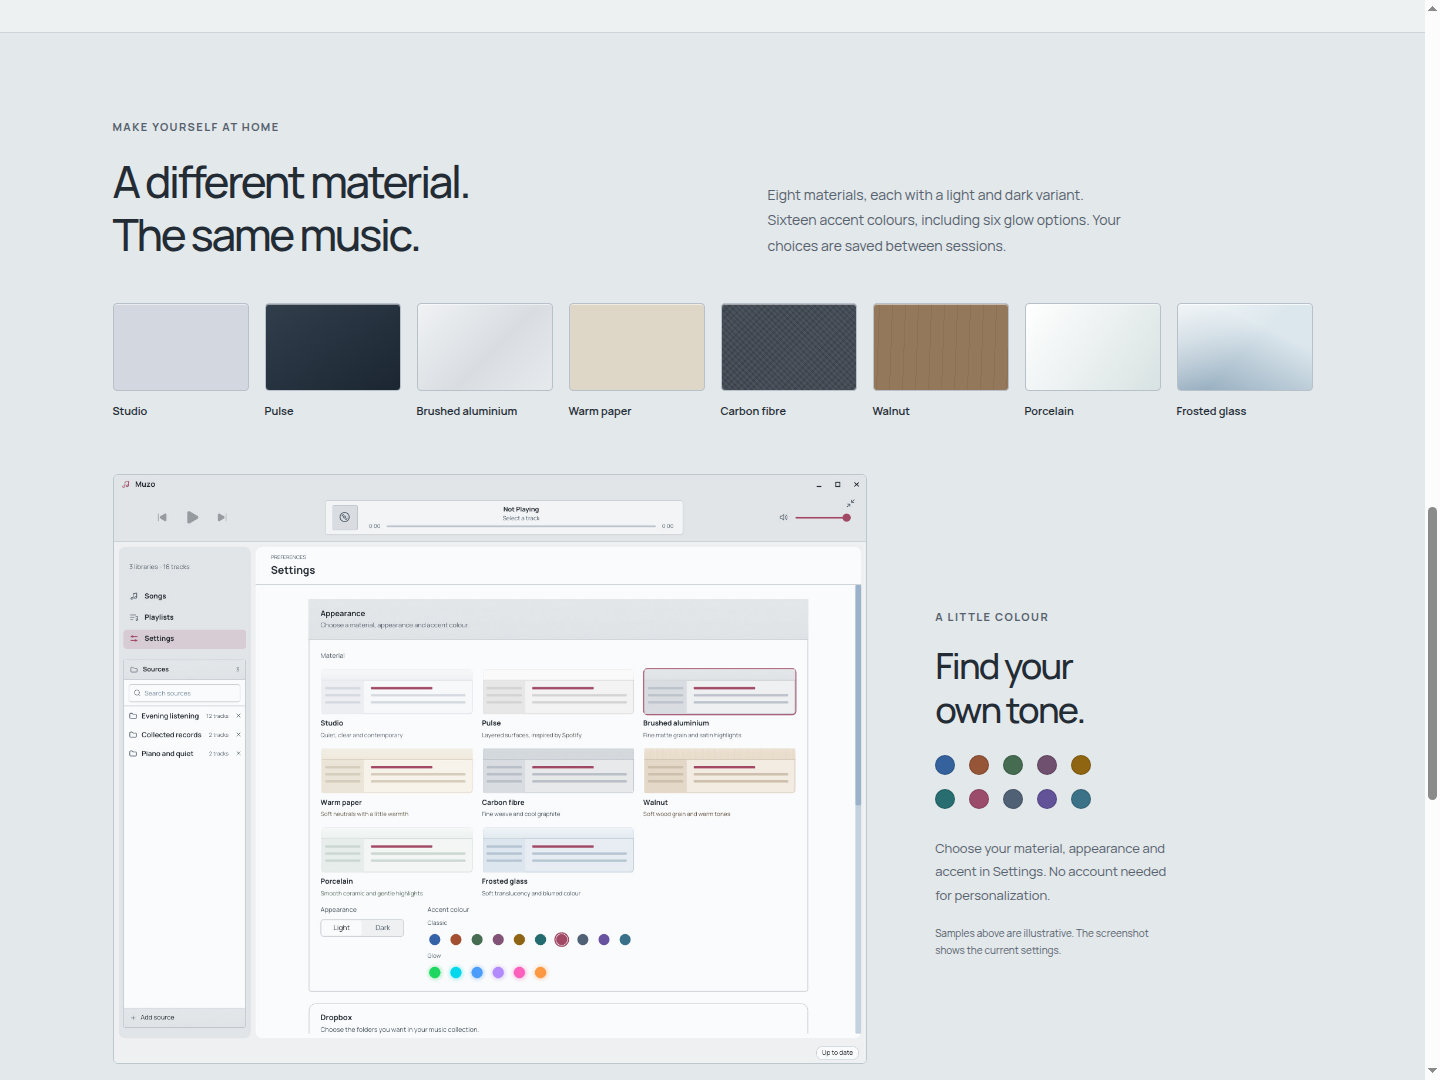 MAKE YOURSELF AT HOME
A different material.
The same music.
Eight materials, each with a light and dark variant.
Sixteen accent colours, including six glow options. Your
choices are saved between sessions.
Studio
Pulse
Brushed aluminium
Warm paper
Carbon fibre
Walnut
Porcelain
Frosted glass
Muzo
Not Playing
Select a track
0:00
0:00
3 libraries · 16 tracks
Songs
Playlists
Settings
Sources 3
Search sources
Evening listening 12 tracks
Collected records 2 tracks
Piano and quiet 2 tracks
Add source
PREFERENCES
Settings
Appearance
Choose a material, appearance and accent colour
Material
Studio
Quiet, clear and contemporary
Pulse
Layered surfaces, inspired by Spotify
Brushed aluminium
Fine matte grain and satin highlights
Warm paper
Soft neutrals with a little warmth
Carbon fibre
Fine weave and cool graphite
Walnut
Soft wood grain and warm tones
Porcelain
Smooth ceramic and gentle highlights
Frosted glass
Soft translucency and blurred colour
Appearance
Light Dark
Accent colour
Classic
Glow
Dropbox
Choose the folders you want in your music collection.
Up to date
A LITTLE COLOUR
Find your
own tone.
Choose your material, appearance and
accent in Settings. No account needed
for personalization.
Samples above are illustrative. The screenshot
shows the current settings.